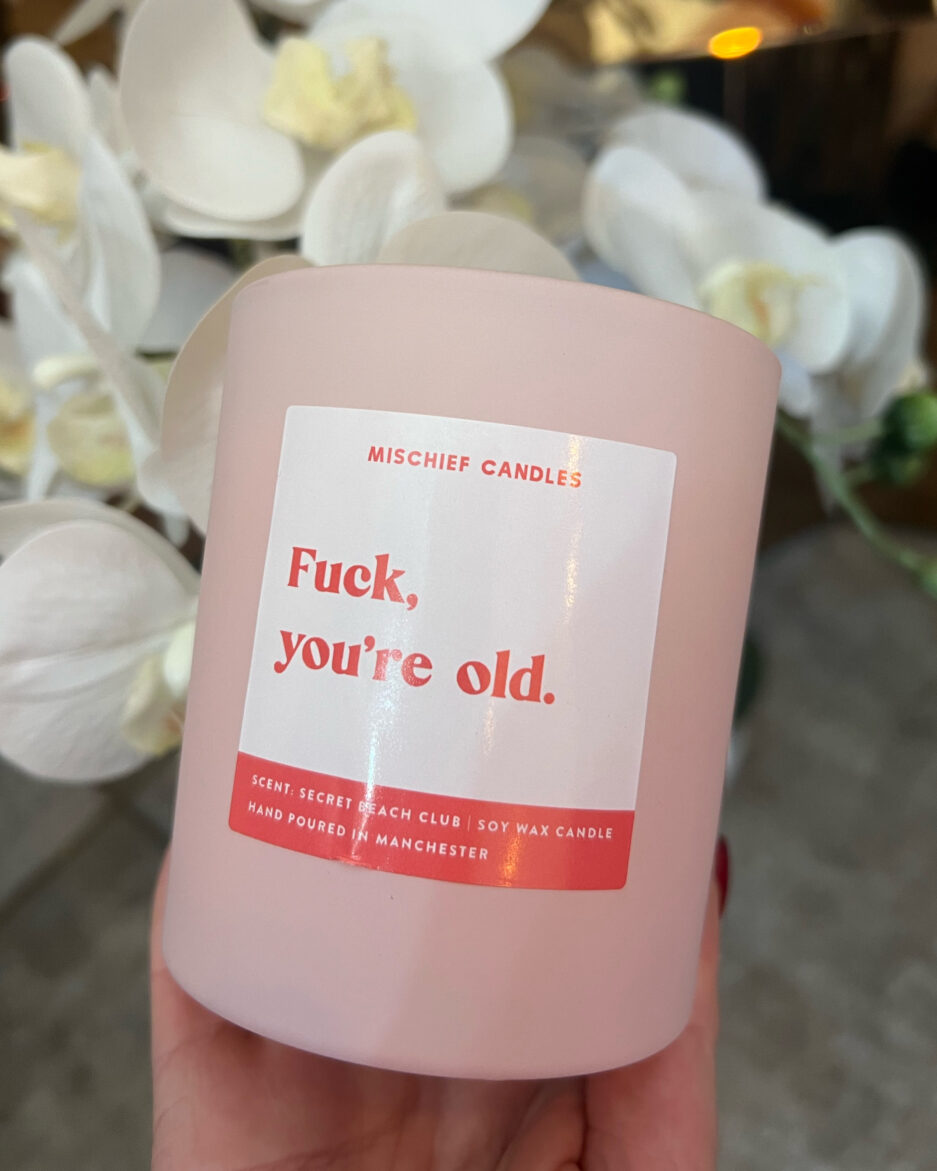 MISCHIEF CANDLES
Fuck,
you're old.
SCENT: SECRET BEACH CLUB | SOY WAX CANDLE
HAND POURED IN MANCHESTER